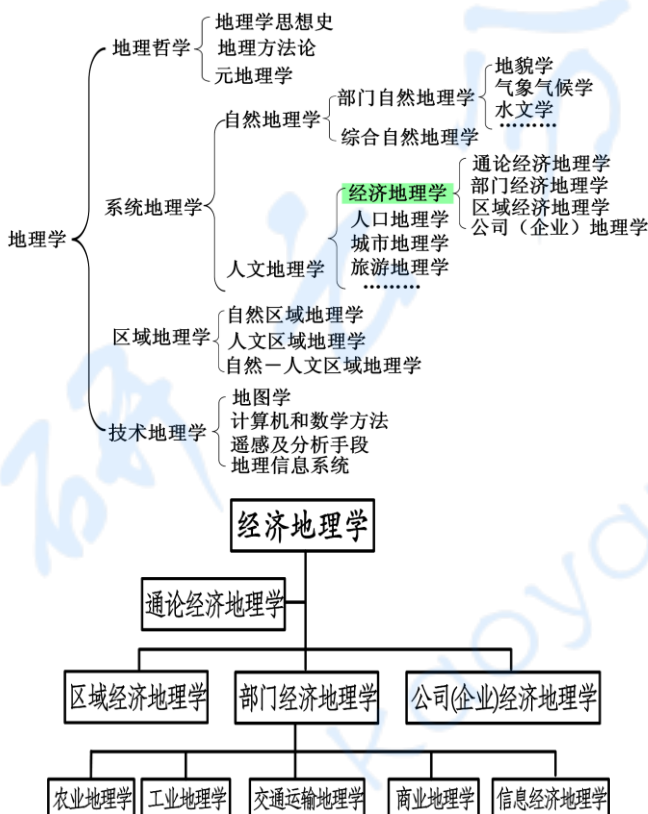 地理学
地理哲学
地理学思想史
地理方法论
元地理学
系统地理学
自然地理学
部门自然地理学
地貌学
气象气候学
水文学
………
综合自然地理学
人文地理学
经济地理学
通论经济地理学
部门经济地理学
区域经济地理学
公司（企业）地理学
人口地理学
城市地理学
旅游地理学
………
区域地理学
自然区域地理学
人文区域地理学
自然－人文区域地理学
技术地理学
地图学
计算机和数学方法
遥感及分析手段
地理信息系统
经济地理学
通论经济地理学
区域经济地理学 部门经济地理学 公司(企业)经济地理学
农业地理学 工业地理学 交通运输地理学 商业地理学 信息经济地理学